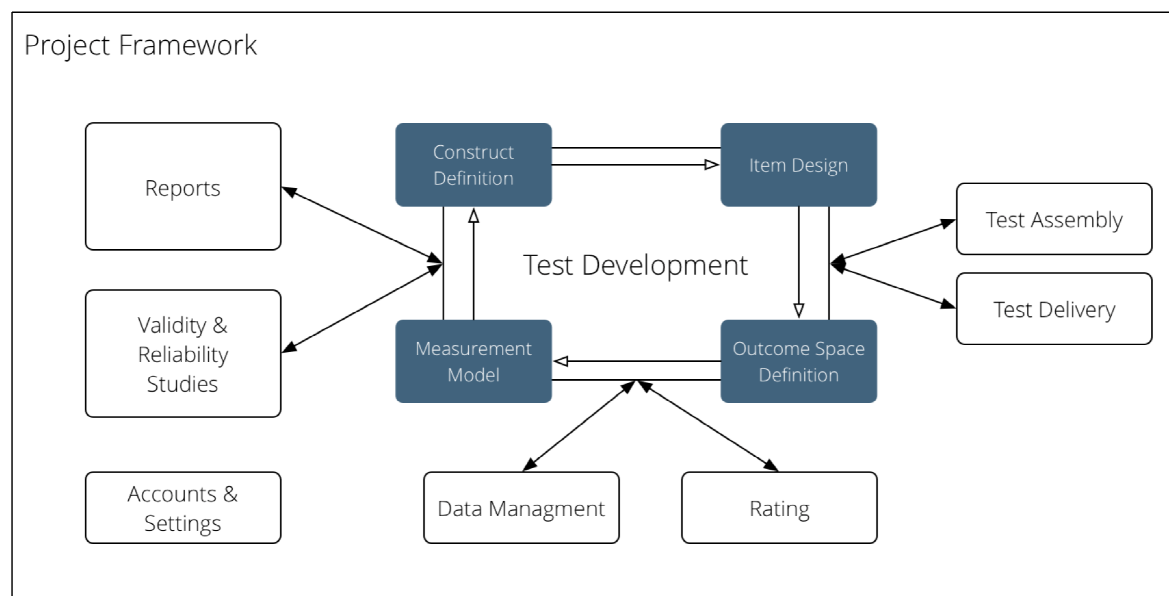 Project Framework
Reports
Construct
Definition
Item Design
Test Assembly
Test Development
Test Delivery
Validity &
Reliability
Studies
Measurement
Model
Outcome Space
Definition
Accounts &
Settings
Data Managment
Rating